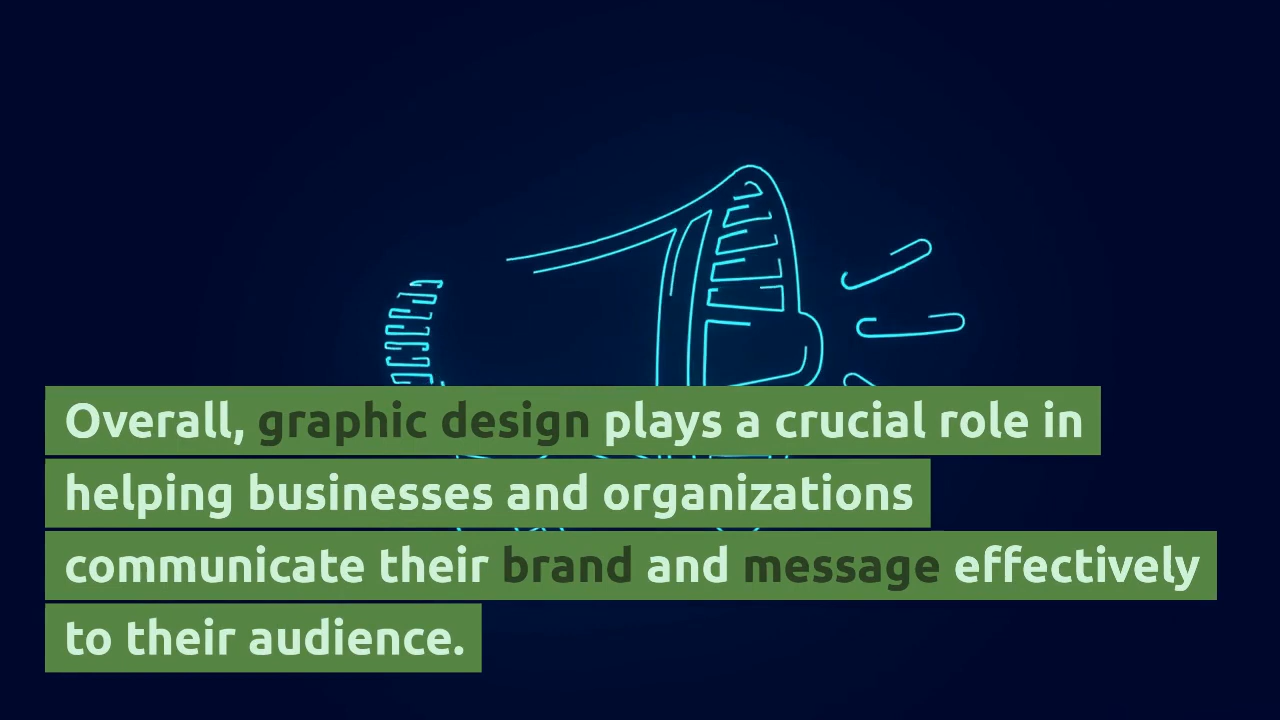 Overall, graphic design plays a crucial role in
helping businesses and organizations
communicate their brand and message effectively
to their audience.